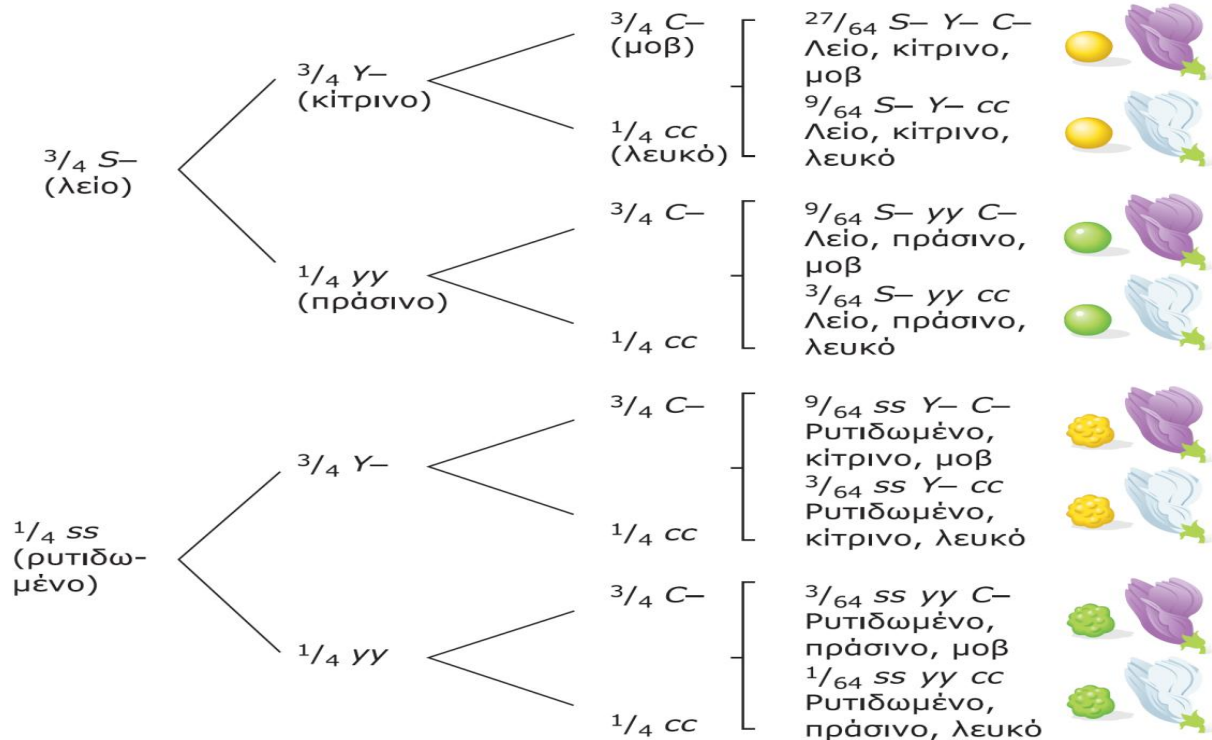 3/4 S–
(λείο)
3/4 Y–
(κίτρινο)
1/4 yy
(πράσινο)
3/4 C–
(μοβ)
1/4 cc
(λευκό)
3/4 C–
1/4 cc
27/64 S– Y– C–
Λείο, κίτρινο,
μοβ
9/64 S– Y– cc
Λείο, κίτρινο,
λευκό
9/64 S– yy C–
Λείο, πράσινο,
μοβ
3/64 S– yy cc
Λείο, πράσινο,
λευκό
1/4 ss
(ρυτιδω-
μένο)
3/4 Y–
1/4 yy
3/4 C–
1/4 cc
3/4 C–
1/4 cc
9/64 ss Y– C–
Ρυτιδωμένο,
κίτρινο, μοβ
3/64 ss Y– cc
Ρυτιδωμένο,
κίτρινο, λευκό
3/64 ss yy C–
Ρυτιδωμένο,
πράσινο, μοβ
1/64 ss yy cc
Ρυτιδωμένο,
πράσινο, λευκό